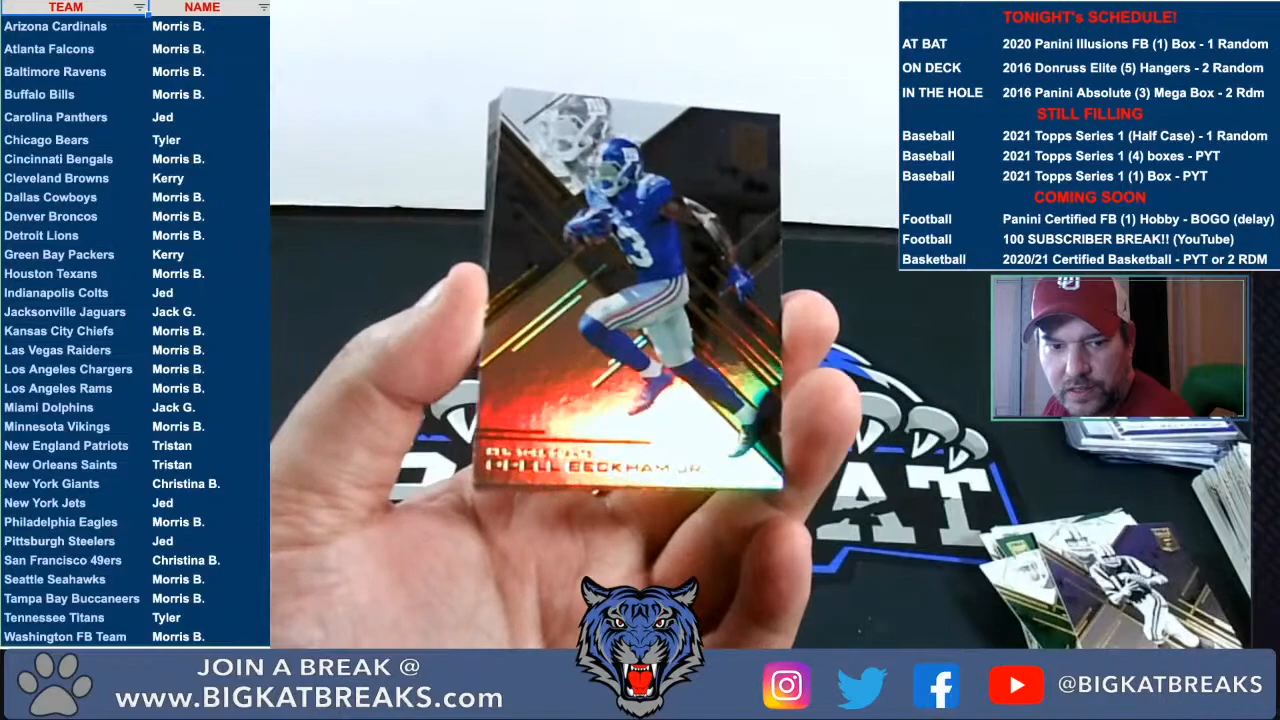 TEAM NAME
Arizona Cardinals Morris B.
Atlanta Falcons Morris B.
Baltimore Ravens Morris B.
Buffalo Bills Morris B.
Carolina Panthers Jed
Chicago Bears Tyler
Cincinnati Bengals Morris B.
Cleveland Browns Kerry
Dallas Cowboys Morris B.
Denver Broncos Morris B.
Detroit Lions Morris B.
Green Bay Packers Kerry
Houston Texans Morris B.
Indianapolis Colts Jed
Jacksonville Jaguars Jack G.
Kansas City Chiefs Morris B.
Las Vegas Raiders Morris B.
Los Angeles Chargers Morris B.
Los Angeles Rams Morris B.
Miami Dolphins Jack G.
Minnesota Vikings Morris B.
New England Patriots Tristan
New Orleans Saints Tristan
New York Giants Christina B.
New York Jets Jed
Philadelphia Eagles Morris B.
Pittsburgh Steelers Jed
San Francisco 49ers Christina B.
Seattle Seahawks Morris B.
Tampa Bay Buccaneers Morris B.
Tennessee Titans Tyler
Washington FB Team Morris B.
TONIGHT's SCHEDULE!
AT BAT 2020 Panini Illusions FB (1) Box - 1 Random
ON DECK 2016 Donruss Elite (5) Hangers - 2 Random
IN THE HOLE 2016 Panini Absolute (3) Mega Box - 2 Rdm
STILL FILLING
Baseball 2021 Topps Series 1 (Half Case) - 1 Random
Baseball 2021 Topps Series 1 (4) boxes - PYT
Baseball 2021 Topps Series 1 (1) Box - PYT
COMING SOON
Football Panini Certified FB (1) Hobby - BOGO (delay)
Football 100 SUBSCRIBER BREAK!! (YouTube)
Basketball 2020/21 Certified Basketball - PYT or 2 RDM
ODELL BECKHAM JR.
JOIN A BREAK @
www.BIGKATBREAKS.com
@BIGKATBREAKS